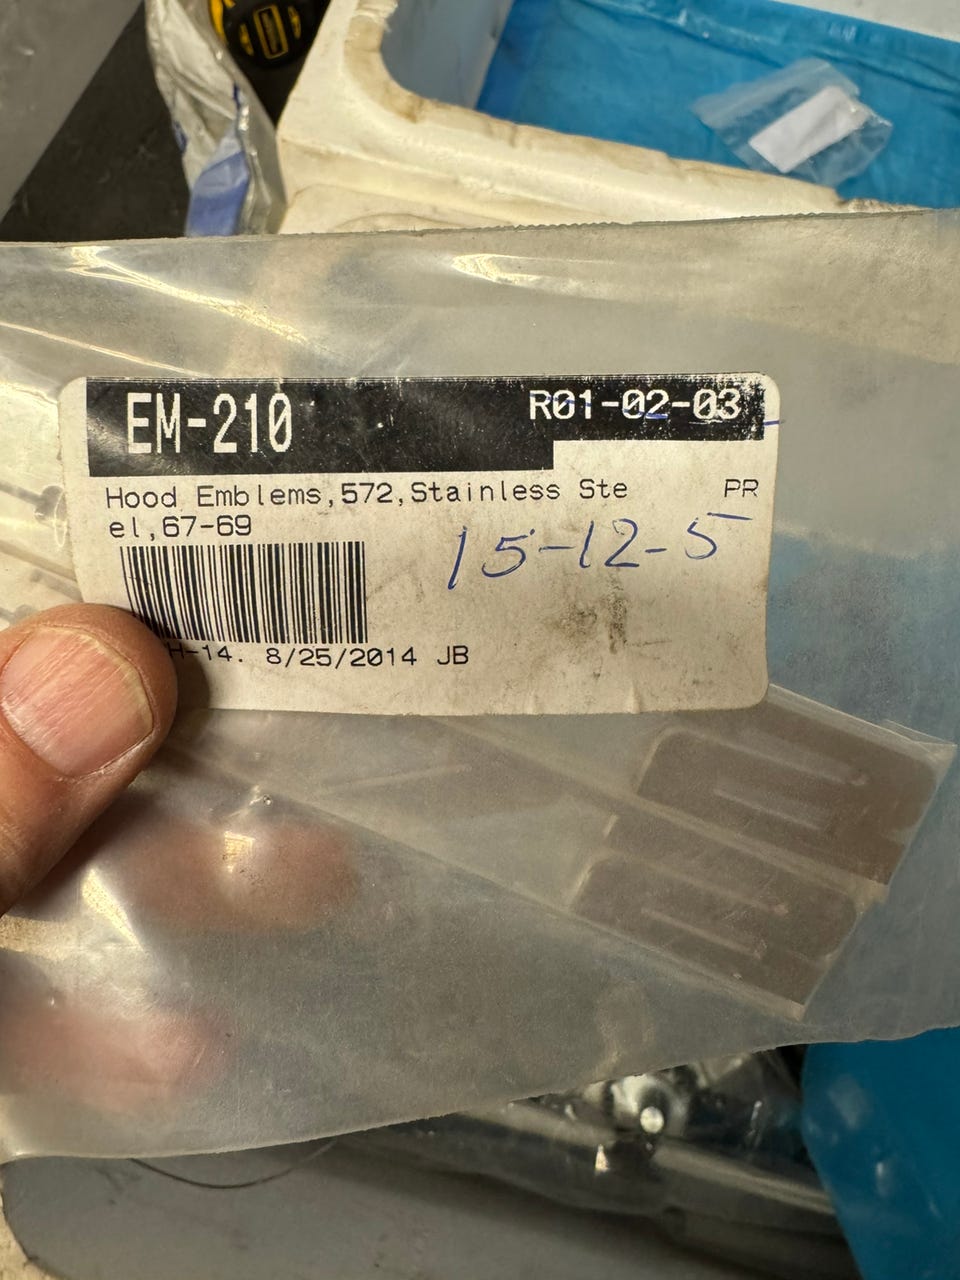 EM-210
R01-02-03
Hood Emblems,572,Stainless Ste
PR
el,67-69
15-12-5
H-14. 8/25/2014 JB